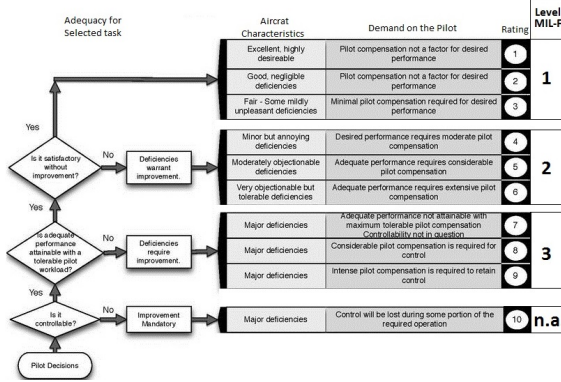 Adequacy for
Selected task
Aircrat
Characteristics
Demand on the Pilot
Rating
Level
MIL-F
Excellent, highly
desireable
Pilot compensation not a factor for desired
performance
1
Good, negligible
deficiencies
Pilot compensation not a factor for desired
performance
2
Fair - Some mildly
unpleasant deficiencies
Minimal pilot compensation required for desired
performance
3
1
Yes
Is it satisfactory
without
improvement?
No
Deficiencies
warrant
improvement.
Minor but annoying
deficiencies
Desired performance requires moderate pilot
compensation
4
Moderately objectionable
deficiencies
Adequate performance requires considerable
pilot compensation
5
Very objectionable but
tolerable deficiencies
Adequate performance requires extensive pilot
compensation
6
2
Yes
Is adequate
performance
attainable with a
tolerable pilot
workload?
No
Deficiencies
require
improvement.
Major deficiencies
Adequate performance not attainable with
maximum tolerable pilot compensation
Controllability not in question
7
Major deficiencies
Considerable pilot compensation is required for
control
8
Major deficiencies
Intense pilot compensation is required to retain
control
9
3
Yes
Is it
controllable?
No
Improvement
Mandatory
Major deficiencies
Control will be lost during some portion of the
required operation
10
n.a
Pilot Decisions